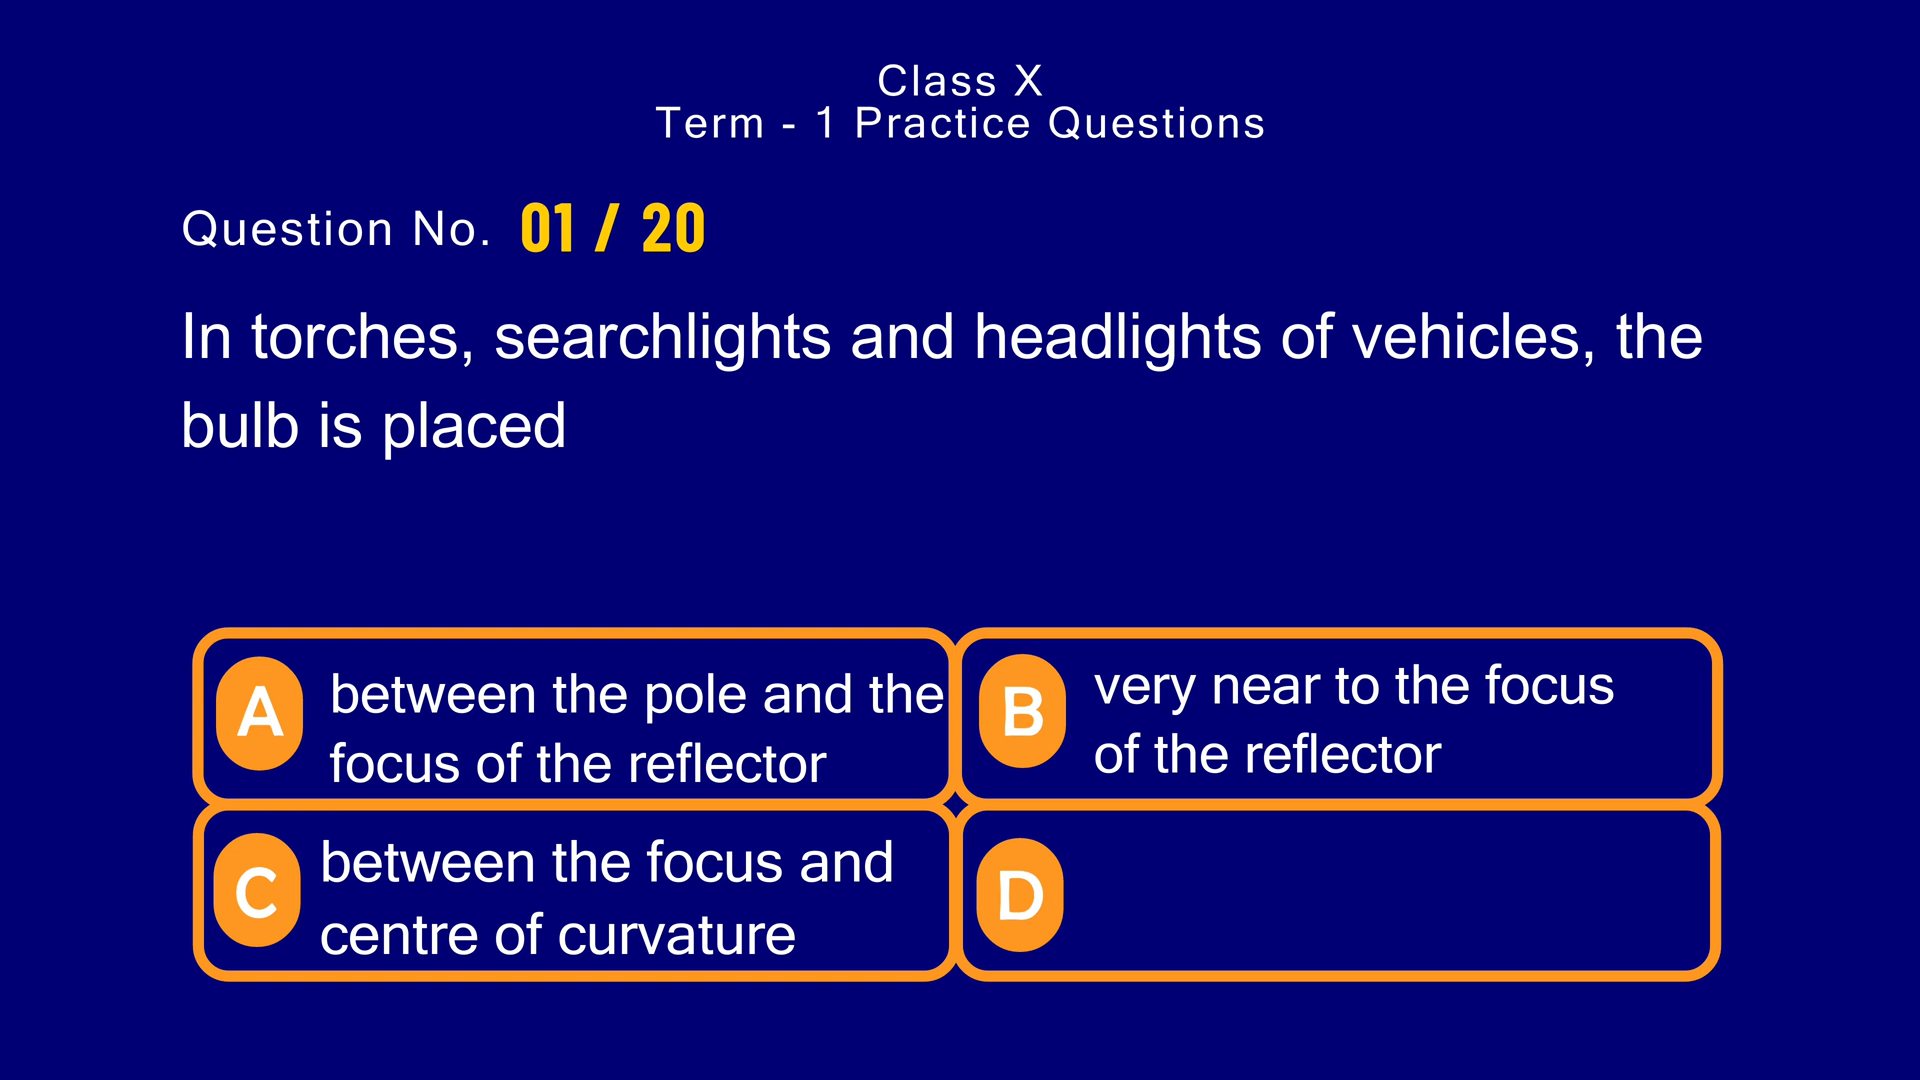 Class X
Term - 1 Practice Questions
Question No. 01 / 20
In torches, searchlights and headlights of vehicles, the
bulb is placed
A between the pole and the
focus of the reflector
B very near to the focus
of the reflector
C between the focus and
centre of curvature
D